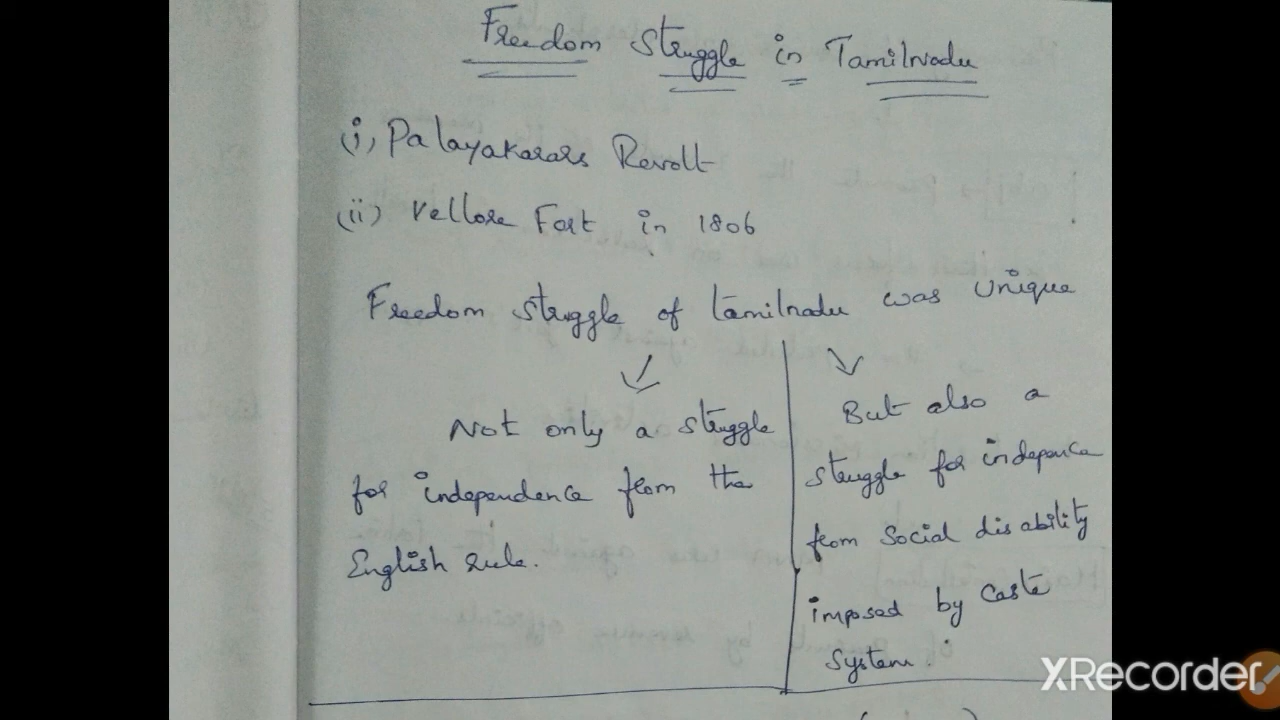 Freedom Struggle in Tamilnadu
(i) Palayakarars Revolt
(ii) Vellore Fort in 1806
Freedom struggle of tamilnadu was unique
Not only a struggle
for independence from the
English rule.
But also a
struggle for indepence
from social disability
imposed by caste
system.
XRecorder